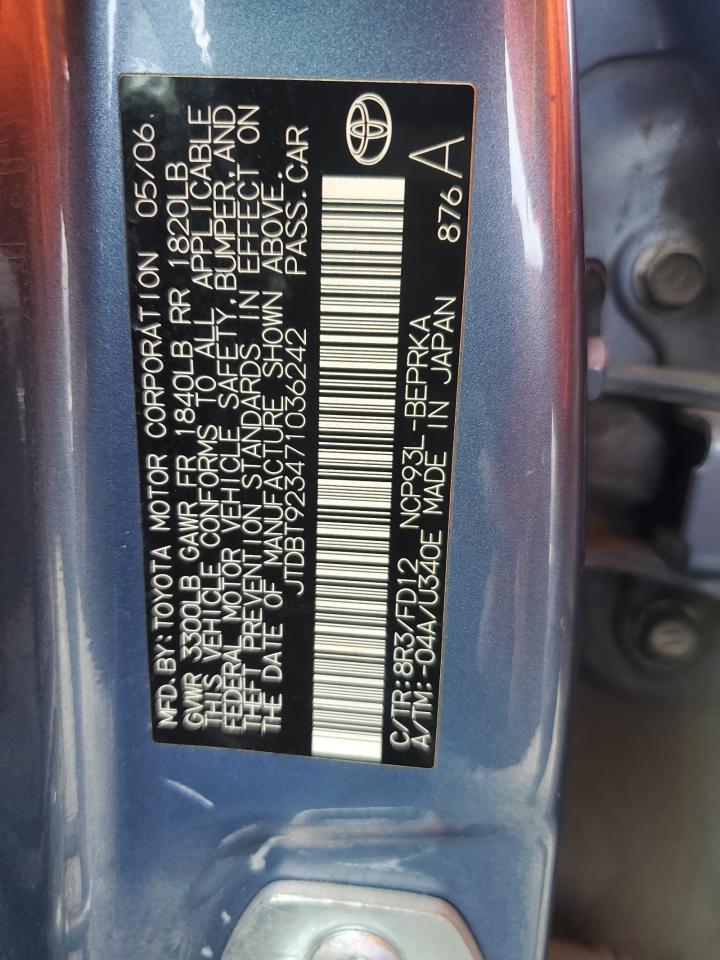 MFD. BY: TOYOTA MOTOR CORPORATION 05/06.
GVWR 3300LB GAWR FR 1840LB RR 1820LB
THIS VEHICLE CONFORMS TO ALL APPLICABLE
FEDERAL MOTOR VEHICLE SAFETY, BUMPER, AND
THEFT PREVENTION STANDARDS IN EFFECT ON
THE DATE OF MANUFACTURE SHOWN ABOVE.
JTDBT923471036242 PASS. CAR
C/TR: 8R3/FD12 NCP93L -BEPRKA 876 A
A/TM: -04A/U340E MADE IN JAPAN